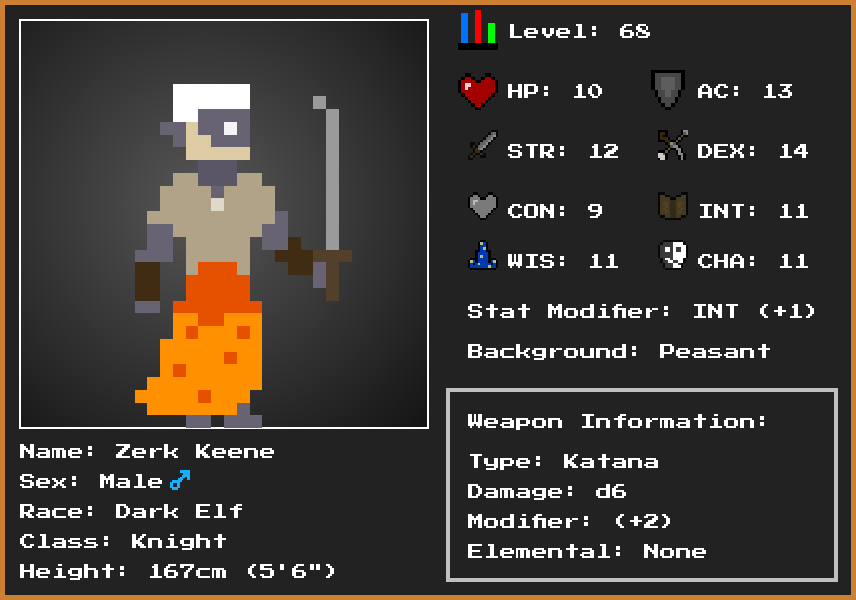 Level: 68
HP: 10
AC: 13
STR: 12
DEX: 14
CON: 9
INT: 11
WIS: 11
CHA: 11
Stat Modifier: INT (+1)
Background: Peasant
Weapon Information:
Type: Katana
Damage: d6
Modifier: (+2)
Elemental: None
Name: Zerk Keene
Sex: Male♂
Race: Dark Elf
Class: Knight
Height: 167cm (5'6")